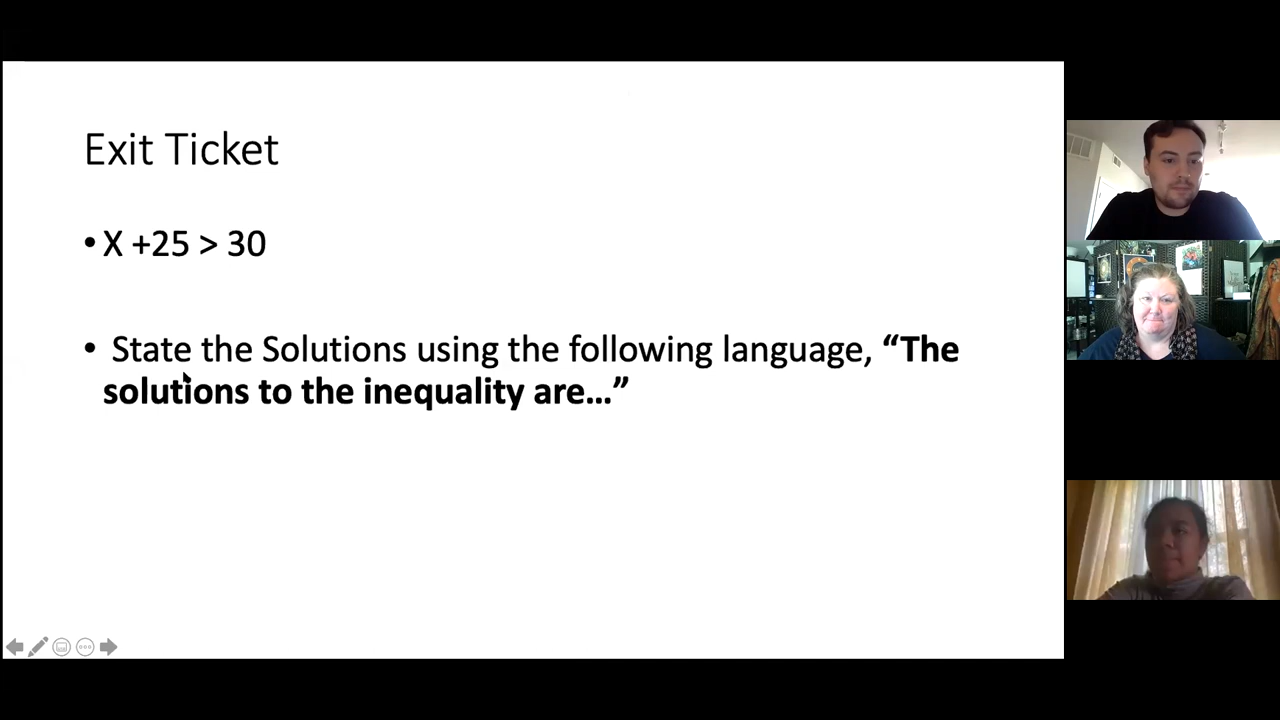 Exit Ticket
• X +25 > 30
• State the Solutions using the following language, “The
solutions to the inequality are...”